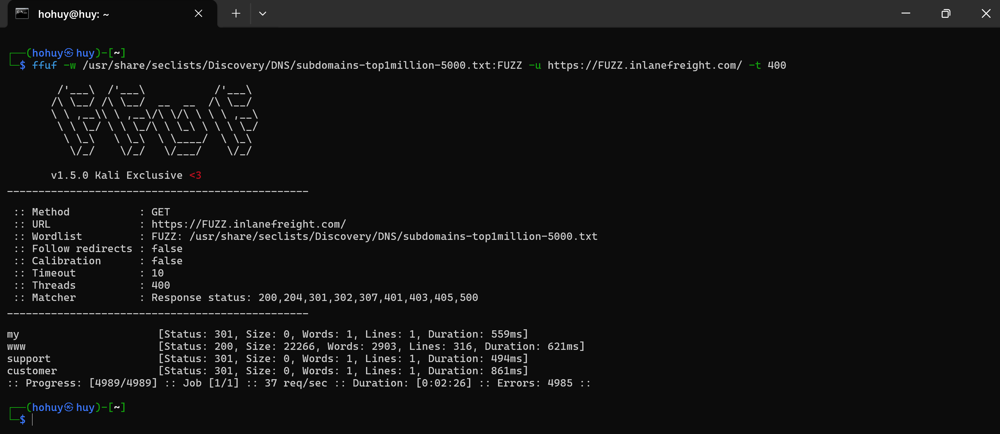 hohuy@huy: ~
┌──(hohuy㉿huy)-[~]
└─$ ffuf -w /usr/share/seclists/Discovery/DNS/subdomains-top1million-5000.txt:FUZZ -u https://FUZZ.inlanefreight.com/ -t 400
        /'___\  /'___\           /'___\
       /\ \__/ /\ \__/  __  __  /\ \__/
       \ \ ,__\\ \ ,__\/\ \/\ \ \ \ ,__\
        \ \ \_/ \ \ \_/\ \ \_\ \ \ \ \_/
         \ \_\   \ \_\  \ \____/  \ \_\
          \/_/    \/_/   \/___/    \/_/
       v1.5.0 Kali Exclusive <3
________________________________________________
 :: Method           : GET
 :: URL              : https://FUZZ.inlanefreight.com/
 :: Wordlist         : FUZZ: /usr/share/seclists/Discovery/DNS/subdomains-top1million-5000.txt
 :: Follow redirects : false
 :: Calibration      : false
 :: Timeout          : 10
 :: Threads          : 400
 :: Matcher          : Response status: 200,204,301,302,307,401,403,405,500
________________________________________________
my                      [Status: 301, Size: 0, Words: 1, Lines: 1, Duration: 559ms]
www                     [Status: 200, Size: 22266, Words: 2903, Lines: 316, Duration: 621ms]
support                 [Status: 301, Size: 0, Words: 1, Lines: 1, Duration: 494ms]
customer                [Status: 301, Size: 0, Words: 1, Lines: 1, Duration: 861ms]
:: Progress: [4989/4989] :: Job [1/1] :: 37 req/sec :: Duration: [0:02:26] :: Errors: 4985 ::
┌──(hohuy㉿huy)-[~]
└─$